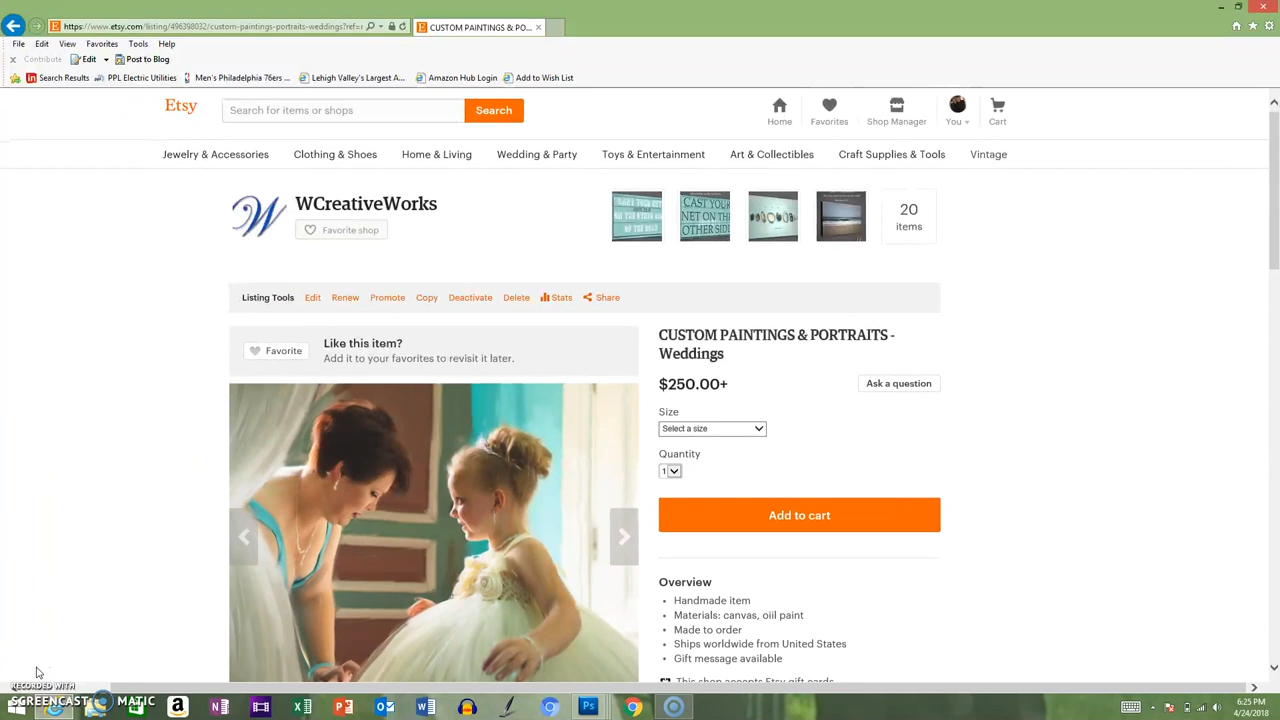 https://www.etsy.com/listing/496398032/custom-paintings-portraits-weddings?ref=
CUSTOM PAINTINGS & PO...
File Edit View Favorites Tools Help
Contribute Edit Post to Blog
Search Results PPL Electric Utilities Men's Philadelphia 76ers ... Lehigh Valley's Largest A... Amazon Hub Login Add to Wish List
Etsy
Search for items or shops
Search
Home Favorites Shop Manager You Cart
Jewelry & Accessories Clothing & Shoes Home & Living Wedding & Party Toys & Entertainment Art & Collectibles Craft Supplies & Tools Vintage
W
WCreativeWorks
Favorite shop
CAST YOUR
NET ON THE
OTHER SIDE
20
items
Listing Tools Edit Renew Promote Copy Deactivate Delete Stats Share
Favorite
Like this item?
Add it to your favorites to revisit it later.
CUSTOM PAINTINGS & PORTRAITS -
Weddings
$250.00+
Ask a question
Size
Select a size
Quantity
1
Add to cart
Overview
Handmade item
Materials: canvas, oiil paint
Made to order
Ships worldwide from United States
Gift message available
This shop accepts Etsy gift cards
RECORDED WITH
SCREENCAST MATIC
6:25 PM
4/24/2018